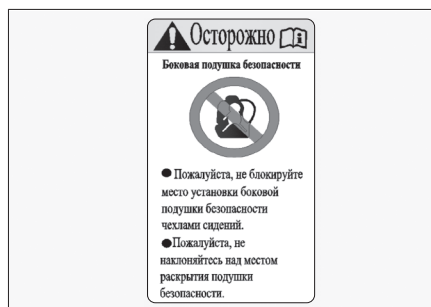 Осторожно
Боковая подушка безопасности
● Пожалуйста, не блокируйте
место установки боковой
подушки безопасности
чехлами сидений.
●Пожалуйста, не
наклоняйтесь над местом
раскрытия подушки
безопасности.